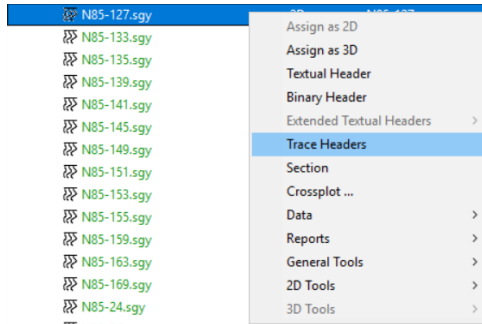 N85-127.sgy
N85-133.sgy
N85-135.sgy
N85-139.sgy
N85-141.sgy
N85-145.sgy
N85-149.sgy
N85-151.sgy
N85-153.sgy
N85-155.sgy
N85-159.sgy
N85-163.sgy
N85-169.sgy
N85-24.sgy
Assign as 2D
Assign as 3D
Textual Header
Binary Header
Extended Textual Headers
Trace Headers
Section
Crossplot ...
Data
Reports
General Tools
2D Tools
3D Tools